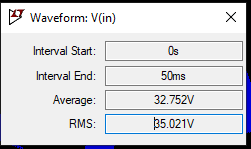 Waveform: V(in)
Interval Start: 0s
Interval End: 50ms
Average: 32.752V
RMS: 35.021V